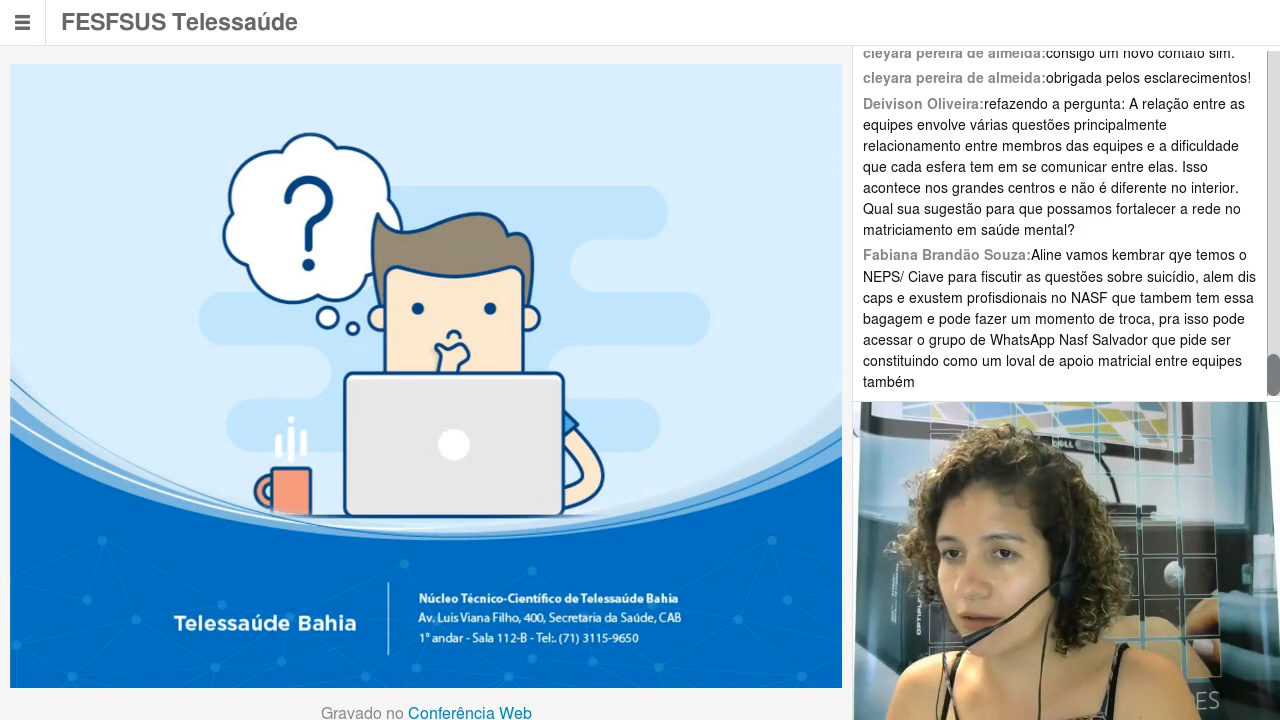 FESFSUS Telessaúde
?
Telessaúde Bahia
Núcleo Técnico-Científico de Telessaúde Bahia
Av. Luis Viana Filho, 400, Secretaria da Saúde, CAB
1º andar - Sala 112-B - Tel:. (71) 3115-9650
Gravado no Conferência Web
cleyara pereira de almeida:consigo um novo contato sim.
cleyara pereira de almeida:obrigada pelos esclarecimentos!
Deivison Oliveira:refazendo a pergunta: A relação entre as
equipes envolve várias questões principalmente
relacionamento entre membros das equipes e a dificuldade
que cada esfera tem em se comunicar entre elas. Isso
acontece nos grandes centros e não é diferente no interior.
Qual sua sugestão para que possamos fortalecer a rede no
matriciamento em saúde mental?
Fabiana Brandão Souza:Aline vamos kembrar qye temos o
NEPS/ Ciave para fiscutir as questões sobre suicídio, alem dis
caps e exustem profisdionais no NASF que tambem tem essa
bagagem e pode fazer um momento de troca, pra isso pode
acessar o grupo de WhatsApp Nasf Salvador que pide ser
constituindo como um loval de apoio matricial entre equipes
também
DELL
OPTIPLE
ES